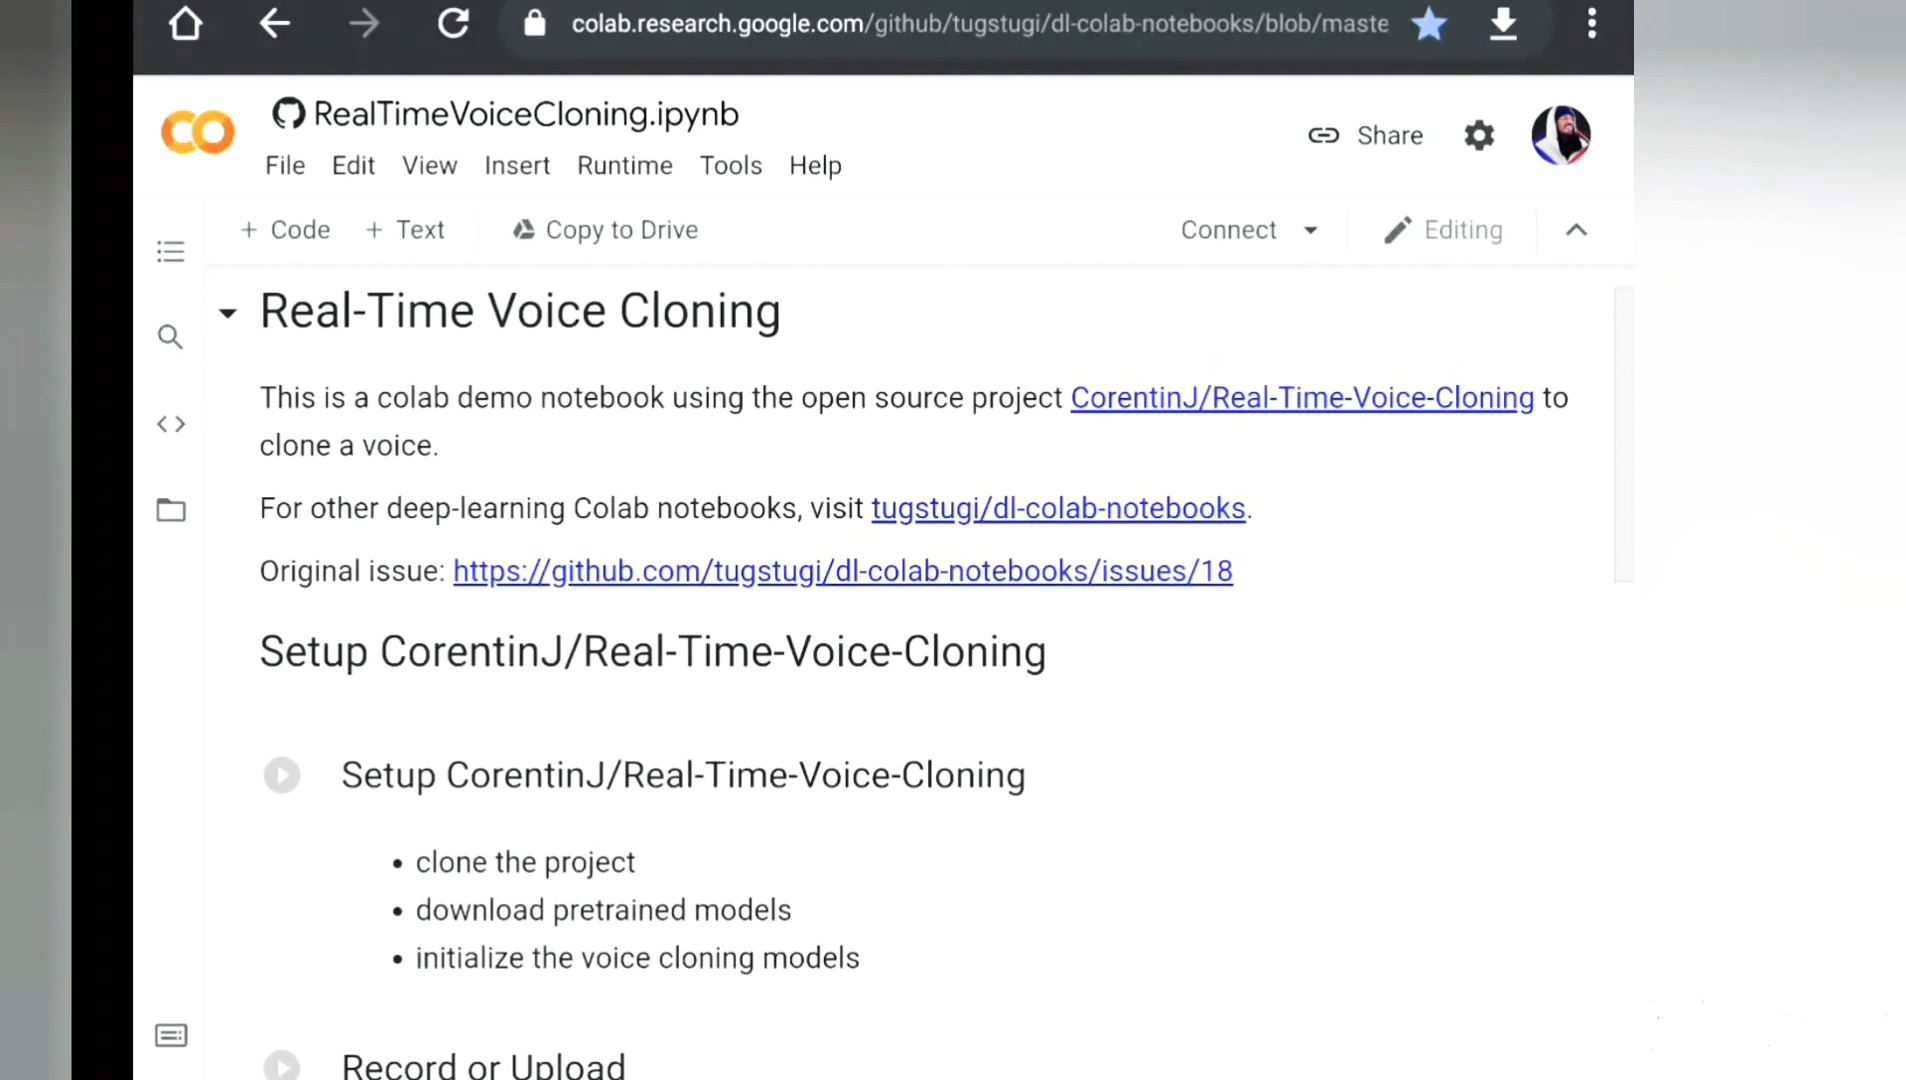 colab.research.google.com/github/tugstugi/dl-colab-notebooks/blob/maste
RealTimeVoiceCloning.ipynb
Share
File Edit View Insert Runtime Tools Help
+ Code + Text Copy to Drive Connect Editing
Real-Time Voice Cloning
This is a colab demo notebook using the open source project CorentinJ/Real-Time-Voice-Cloning to
clone a voice.
For other deep-learning Colab notebooks, visit tugstugi/dl-colab-notebooks.
Original issue: https://github.com/tugstugi/dl-colab-notebooks/issues/18
Setup CorentinJ/Real-Time-Voice-Cloning
Setup CorentinJ/Real-Time-Voice-Cloning
• clone the project
• download pretrained models
• initialize the voice cloning models
Record or Upload